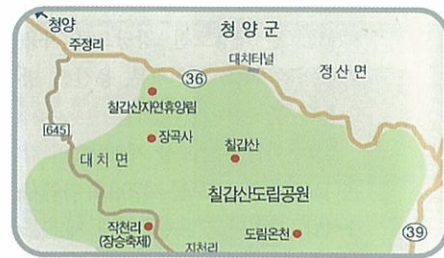 청양
청양군
주정리
대치터널
정산면
36
칠갑산자연휴양림
645
장곡사
대치면
칠갑산
칠갑산도립공원
작천리
(장승축제)
도림온천
39
지천리